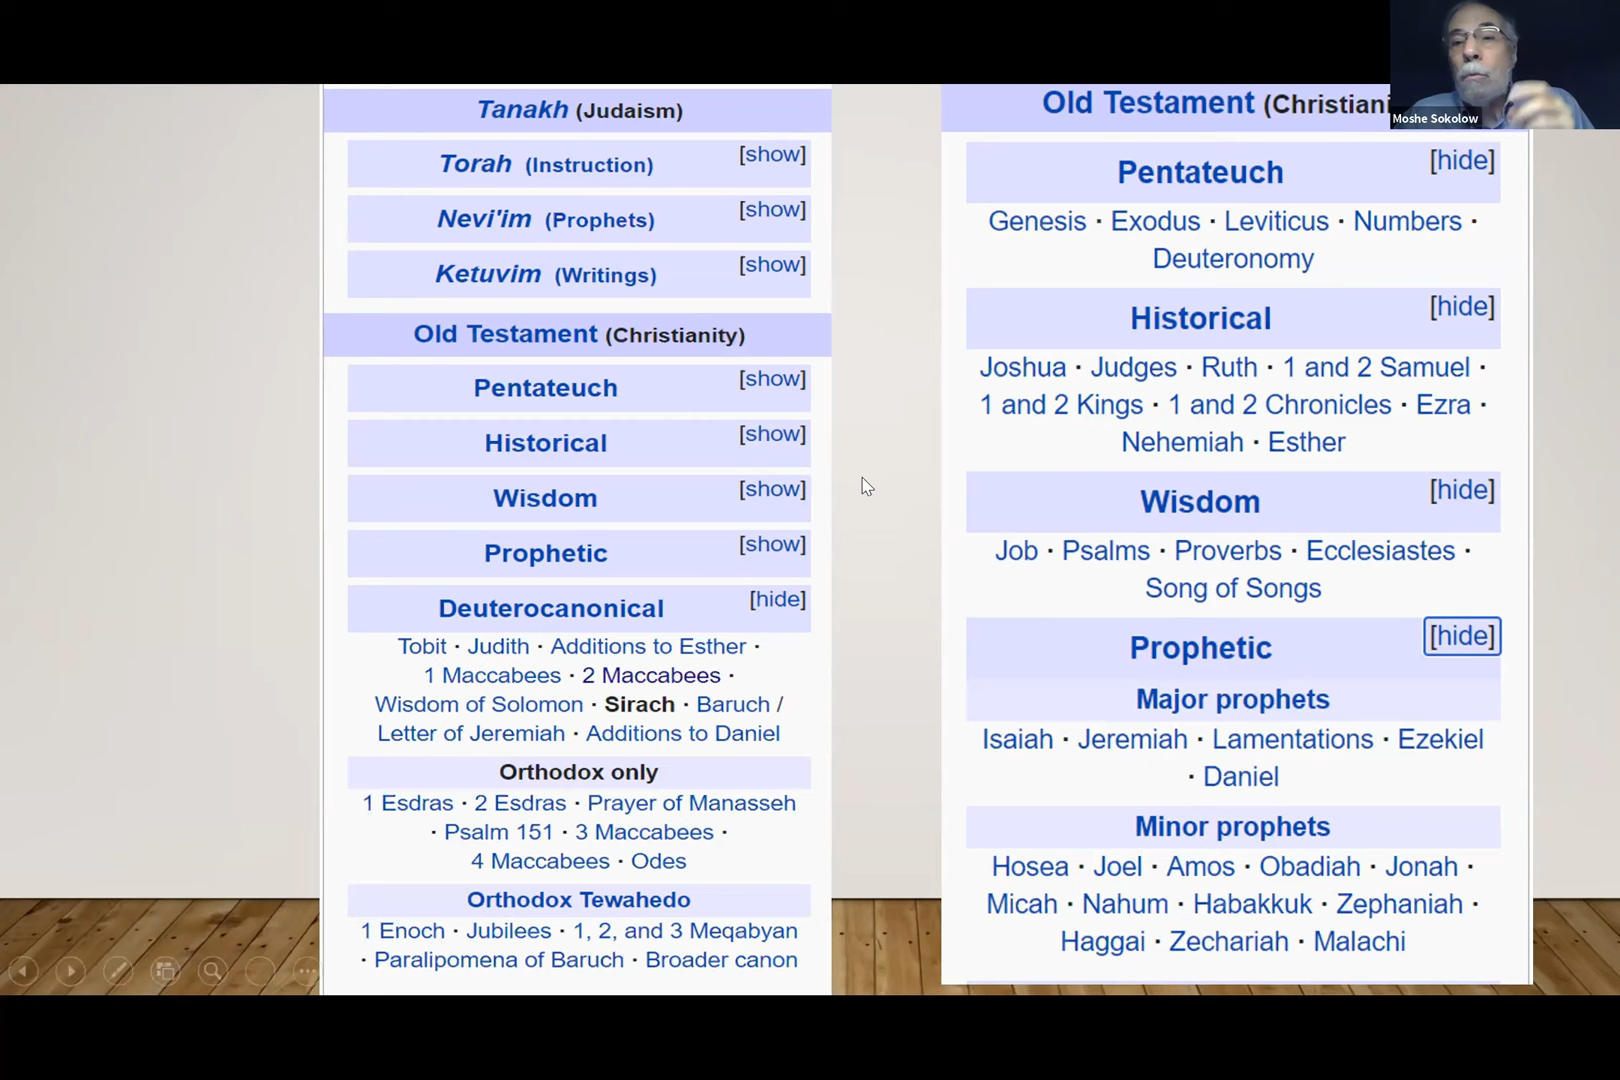 Tanakh (Judaism)
Torah (Instruction) [show]
Nevi'im (Prophets) [show]
Ketuvim (Writings) [show]
Old Testament (Christianity)
Pentateuch [show]
Historical [show]
Wisdom [show]
Prophetic [show]
Deuterocanonical [hide]
Tobit · Judith · Additions to Esther ·
1 Maccabees · 2 Maccabees ·
Wisdom of Solomon · Sirach · Baruch /
Letter of Jeremiah · Additions to Daniel
Orthodox only
1 Esdras · 2 Esdras · Prayer of Manasseh
· Psalm 151 · 3 Maccabees ·
4 Maccabees · Odes
Orthodox Tewahedo
1 Enoch · Jubilees · 1, 2, and 3 Meqabyan
· Paralipomena of Baruch · Broader canon
Old Testament (Christiani
Pentateuch [hide]
Genesis · Exodus · Leviticus · Numbers ·
Deuteronomy
Historical [hide]
Joshua · Judges · Ruth · 1 and 2 Samuel ·
1 and 2 Kings · 1 and 2 Chronicles · Ezra ·
Nehemiah · Esther
Wisdom [hide]
Job · Psalms · Proverbs · Ecclesiastes ·
Song of Songs
Prophetic [hide]
Major prophets
Isaiah · Jeremiah · Lamentations · Ezekiel
· Daniel
Minor prophets
Hosea · Joel · Amos · Obadiah · Jonah ·
Micah · Nahum · Habakkuk · Zephaniah ·
Haggai · Zechariah · Malachi
Moshe Sokolow